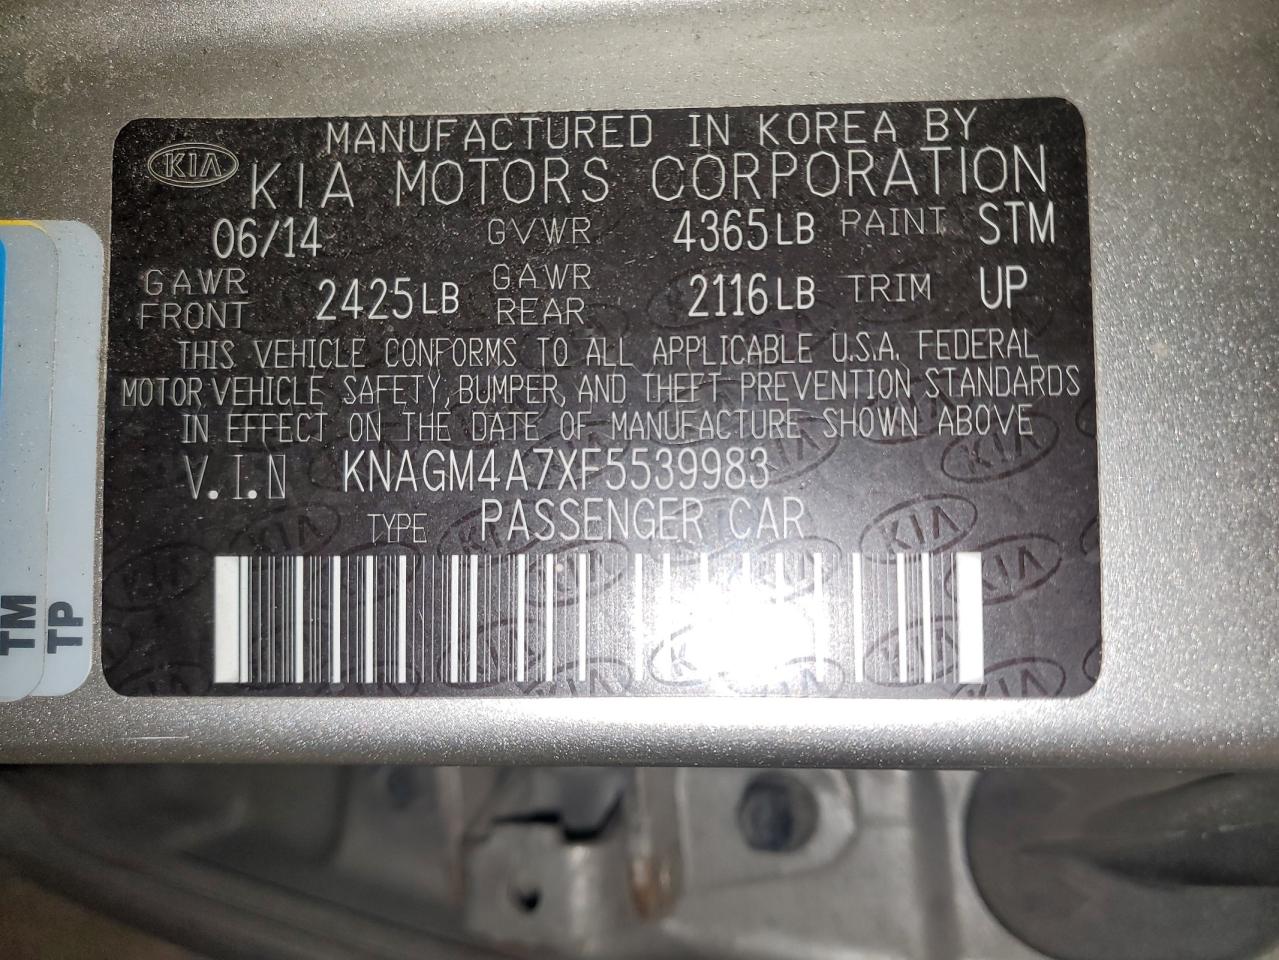 MANUFACTURED IN KOREA BY
KIA KIA MOTORS CORPORATION
06/14 GVWR 4365LB PAINT STM
GAWR FRONT 2425LB GAWR REAR 2116LB TRIM UP
THIS VEHICLE CONFORMS TO ALL APPLICABLE U.S.A. FEDERAL
MOTOR VEHICLE SAFETY, BUMPER, AND THEFT PREVENTION STANDARDS
IN EFFECT ON THE DATE OF MANUFACTURE SHOWN ABOVE
V.I.N KNAGM4A7XF5539983
TYPE PASSENGER CAR
TM
TP